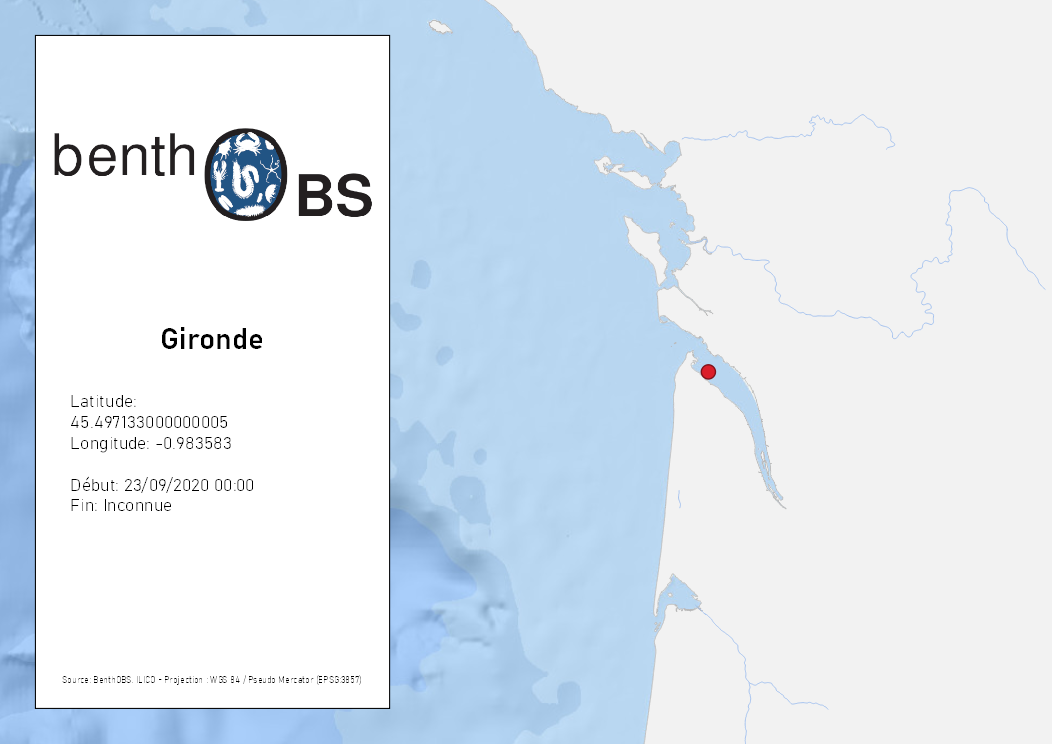 benthOBS
Gironde
Latitude:
45.497133000000005
Longitude: -0.983583
Début: 23/09/2020 00:00
Fin: Inconnue
Source: BenthOBS, ILICO - Projection : WGS 84 / Pseudo Mercator (EPSG:3857)